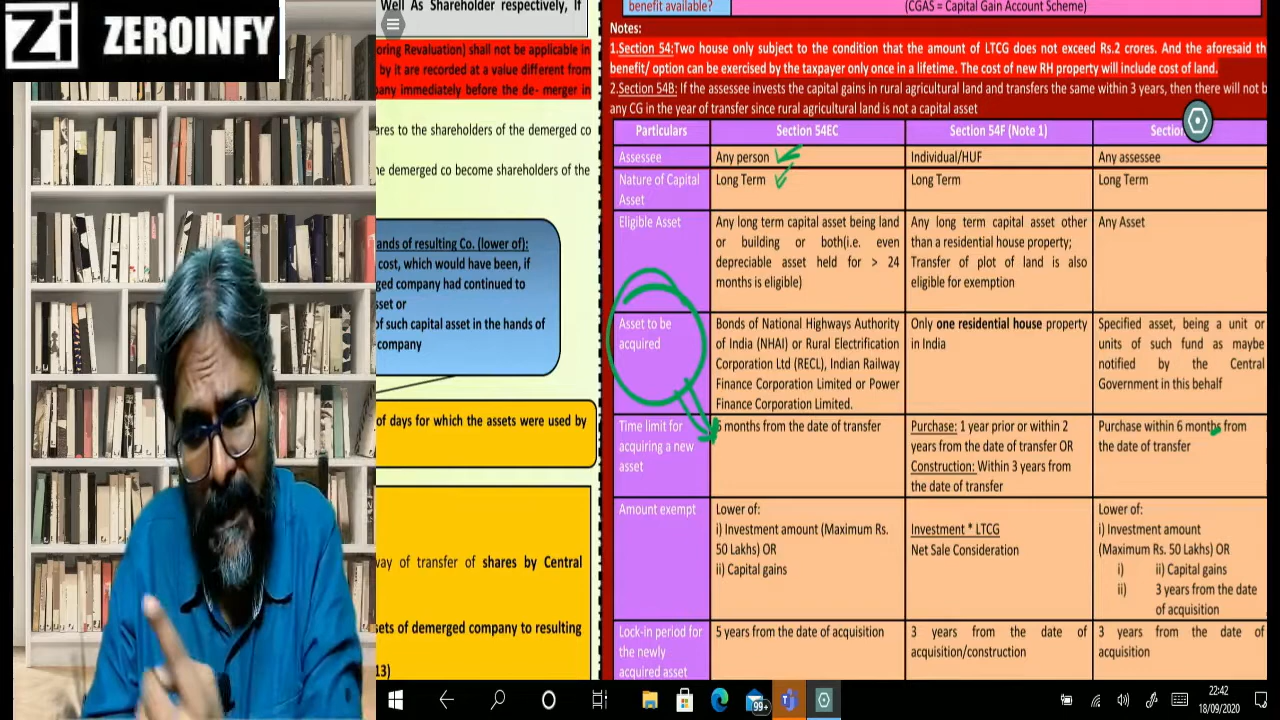 Zi ZEROINFY
Well As Shareholder respectively, If
oring Revaluation) shall not be applicable in
by it are recorded at a value different from
pany immediately before the de- merger in
ares to the shareholders of the demerged co
he demerged co become shareholders of the
ands of resulting Co. (lower of):
cost, which would have been, if
ged company had continued to
sset or
of such capital asset in the hands of
company
of days for which the assets were used by
way of transfer of shares by Central
sets of demerged company to resulting
13)
benefit available?
(CGAS = Capital Gain Account Scheme)
Notes:
1.Section 54:Two house only subject to the condition that the amount of LTCG does not exceed Rs.2 crores. And the aforesaid th
benefit/ option can be exercised by the taxpayer only once in a lifetime. The cost of new RH property will include cost of land.
2.Section 54B: If the assessee invests the capital gains in rural agricultural land and transfers the same within 3 years, then there will not b
any CG in the year of transfer since rural agricultural land is not a capital asset
Particulars Section 54EC Section 54F (Note 1) Sectio
Assessee Any person Individual/HUF Any assessee
Nature of Capital Long Term Long Term Long Term
Asset
Eligible Asset Any long term capital asset being land Any long term capital asset other Any Asset
or building or both(i.e. even than a residential house property;
depreciable asset held for > 24 Transfer of plot of land is also
months is eligible) eligible for exemption
Asset to be Bonds of National Highways Authority Only one residential house property Specified asset, being a unit or
acquired of India (NHAI) or Rural Electrification in India units of such fund as maybe
Corporation Ltd (RECL), Indian Railway notified by the Central
Finance Corporation Limited or Power Government in this behalf
Finance Corporation Limited.
Time limit for months from the date of transfer Purchase: 1 year prior or within 2 Purchase within 6 months from
acquiring a new years from the date of transfer OR the date of transfer
asset Construction: Within 3 years from
the date of transfer
Amount exempt Lower of: Lower of:
i) Investment amount (Maximum Rs. Investment * LTCG i) Investment amount
50 Lakhs) OR Net Sale Consideration (Maximum Rs. 50 Lakhs) OR
ii) Capital gains i) ii) Capital gains
ii) 3 years from the date
of acquisition
Lock-In period for 5 years from the date of acquisition 3 years from the date of 3 years from the date of
the newly acquisition/construction acquisition
acquired asset
99+
22:42
18/09/2020